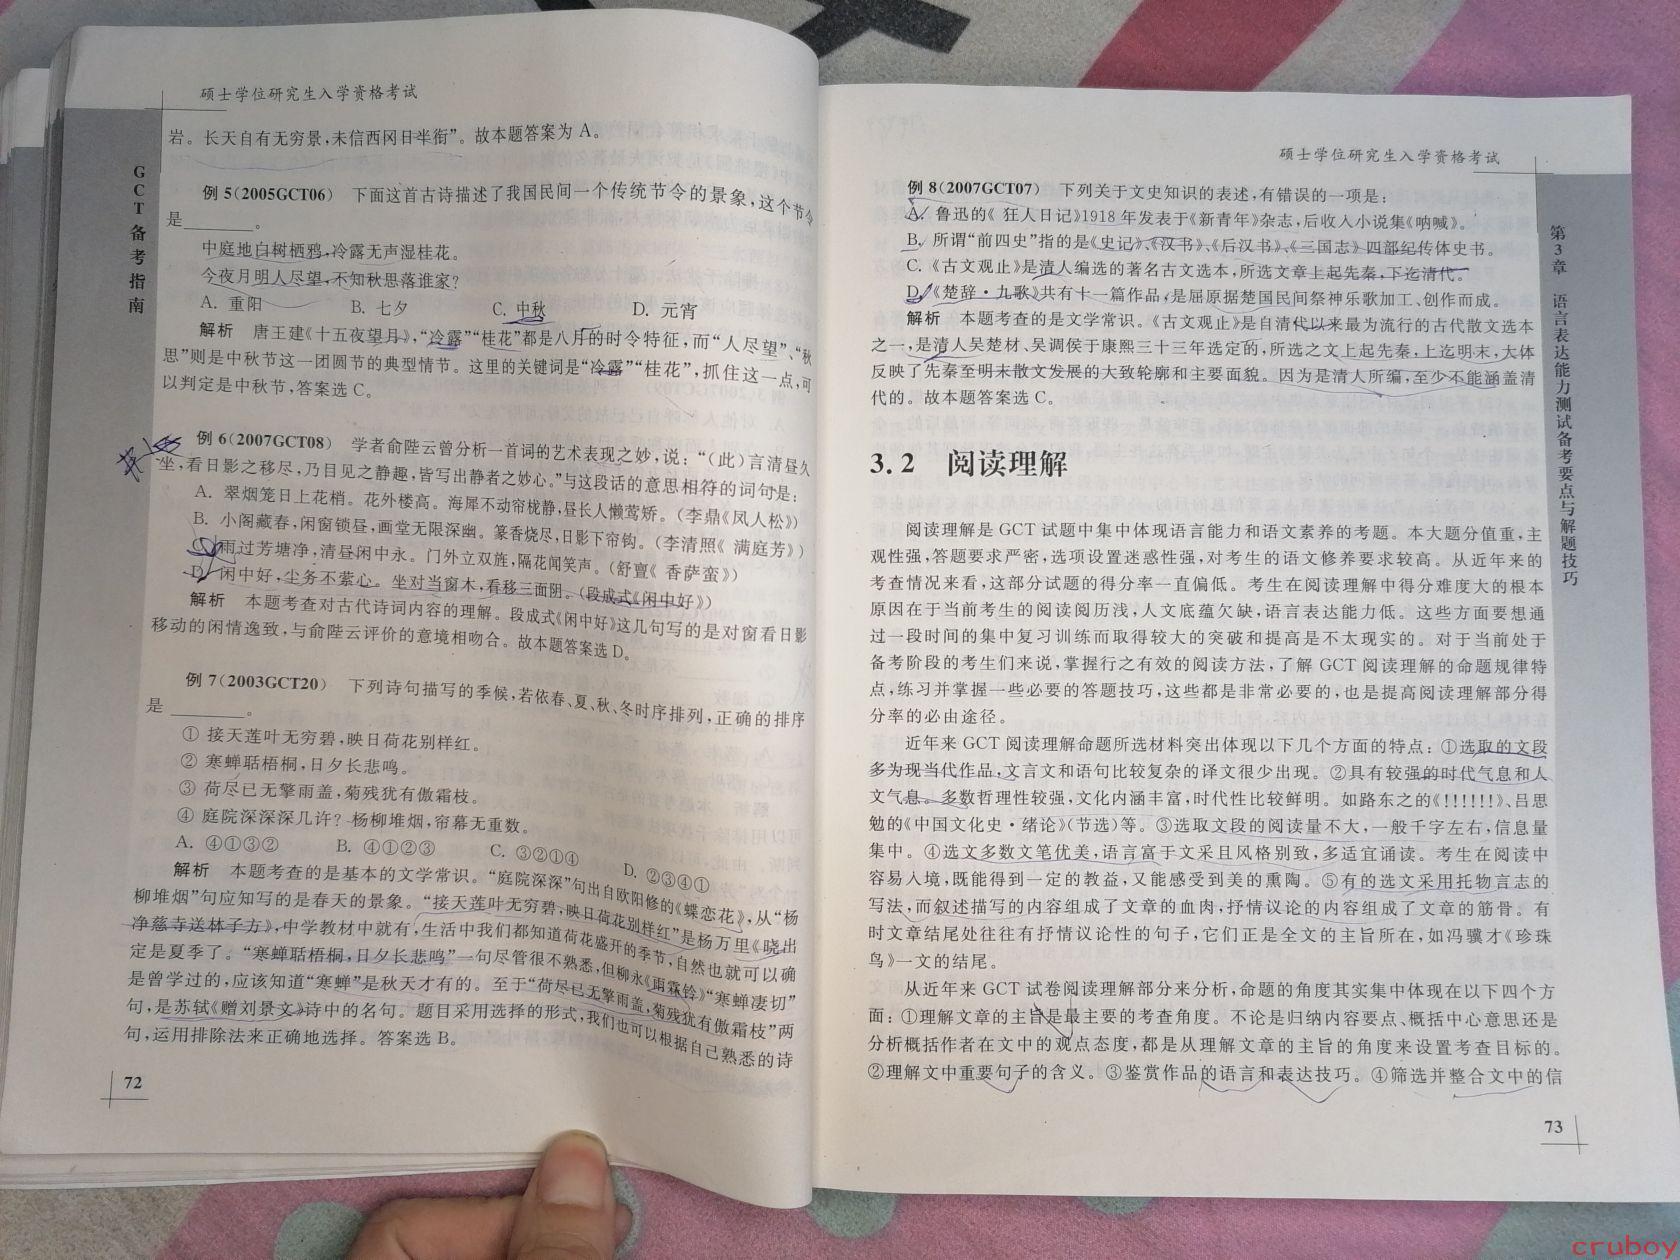 硕士学位研究生入学资格考试
GCT备考指南
岩。长天自有无穷景,未信西冈日半衔”。故本题答案为 A。
例 5(2005GCT06) 下面这首古诗描述了我国民间一个传统节令的景象,这个节令
是______。
中庭地白树栖鸦,冷露无声湿桂花。
今夜月明人尽望,不知秋思落谁家?
A. 重阳 B. 七夕 C. 中秋 D. 元宵
解析 唐王建《十五夜望月》,“冷露”“桂花”都是八月的时令特征,而“人尽望”、“秋
思”则是中秋节这一团圆节的典型情节。这里的关键词是“冷露”“桂花”,抓住这一点,可
以判定是中秋节,答案选 C。
例 6(2007GCT08) 学者俞陛云曾分析一首词的艺术表现之妙,说:“(此)言清昼久
坐,看日影之移尽,乃目见之静趣,皆写出静者之妙心。”与这段话的意思相符的词句是:
A. 翠烟笼日上花梢。花外楼高。海犀不动帘栊静,昼长人懒莺娇。(李鼎《凤人松》)
B. 小阁藏春,闲窗锁昼,画堂无限深幽。篆香烧尽,日影下帘钩。(李清照《 满庭芳》)
C. 雨过芳塘净,清昼闲中永。门外立双旌,隔花闻笑声。(舒亶《 香萨蛮》)
D. 闲中好,尘务不萦心。坐对当窗木,看移三面阴。(段成式《闲中好》)
解析 本题考查对古代诗词内容的理解。段成式《闲中好》这几句写的是对窗看日影
移动的闲情逸致,与俞陛云评价的意境相吻合。故本题答案选 D。
例 7(2003GCT20) 下列诗句描写的季候,若依春、夏、秋、冬时序排列,正确的排序
是______。
① 接天莲叶无穷碧,映日荷花别样红。
② 寒蝉聒梧桐,日夕长悲鸣。
③ 荷尽已无擎雨盖,菊残犹有傲霜枝。
④ 庭院深深深几许? 杨柳堆烟,帘幕无重数。
A. ④①③② B. ④①②③ C. ③②①④ D. ②③④①
解析 本题考查的是基本的文学常识。“庭院深深”句出自欧阳修的《蝶恋花》,从“杨
柳堆烟”句应知写的是春天的景象。“接天莲叶无穷碧,映日荷花别样红”是杨万里《晓出
净慈寺送林子方》,中学教材中就有,生活中我们都知道荷花盛开的季节,自然也就可以确
定是夏季了。“寒蝉聒梧桐,日夕长悲鸣”一句尽管很不熟悉,但柳永《雨霖铃》“寒蝉凄切”
是曾学过的,应该知道“寒蝉”是秋天才有的。至于“荷尽已无擎雨盖,菊残犹有傲霜枝”两
句,是苏轼《赠刘景文》诗中的名句。题目采用选择的形式,我们也可以根据自己熟悉的诗
句,运用排除法来正确地选择。答案选 B。
72
硕士学位研究生入学资格考试
例 8(2007GCT07) 下列关于文史知识的表述,有错误的一项是:
A. 鲁迅的《 狂人日记》1918 年发表于《新青年》杂志,后收入小说集《呐喊》。
B. 所谓“前四史”指的是《史记》、《汉书》、《后汉书》、《三国志》四部纪传体史书。
C.《古文观止》是清人编选的著名古文选本,所选文章上起先秦,下迄清代。
D.《楚辞·九歌》共有十一篇作品,是屈原据楚国民间祭神乐歌加工、创作而成。
解析 本题考查的是文学常识。《古文观止》是自清代以来最为流行的古代散文选本
之一,是清人吴楚材、吴调侯于康熙三十三年选定的,所选之文上起先秦,上迄明末,大体
反映了先秦至明末散文发展的大致轮廓和主要面貌。因为是清人所编,至少不能涵盖清
代的。故本题答案选 C。
3.2 阅读理解
阅读理解是 GCT 试题中集中体现语言能力和语文素养的考题。本大题分值重,主
观性强,答题要求严密,选项设置迷惑性强,对考生的语文修养要求较高。从近年来的
考查情况来看,这部分试题的得分率一直偏低。考生在阅读理解中得分难度大的根本
原因在于当前考生的阅读阅历浅,人文底蕴欠缺,语言表达能力低。这些方面要想通
过一段时间的集中复习训练而取得较大的突破和提高是不太现实的。对于当前处于
备考阶段的考生们来说,掌握行之有效的阅读方法,了解 GCT 阅读理解的命题规律特
点,练习并掌握一些必要的答题技巧,这些都是非常必要的,也是提高阅读理解部分得
分率的必由途径。
近年来 GCT 阅读理解命题所选材料突出体现以下几个方面的特点:①选取的文段
多为现当代作品,文言文和语句比较复杂的译文很少出现。②具有较强的时代气息和人
文气息。多数哲理性较强,文化内涵丰富,时代性比较鲜明。如路东之的《!!!!!!》、吕思
勉的《中国文化史·绪论》(节选)等。③选取文段的阅读量不大,一般千字左右,信息量
集中。④选文多数文笔优美,语言富于文采且风格别致,多适宜诵读。考生在阅读中
容易人境,既能得到一定的教益,又能感受到美的熏陶。⑤有的选文采用托物言志的
写法,而叙述描写的内容组成了文章的血肉,抒情议论的内容组成了文章的筋骨。有
时文章结尾处往往有抒情议论性的句子,它们正是全文的主旨所在,如冯骥才《珍珠
鸟》一文的结尾。
从近年来 GCT 试卷阅读理解部分来分析,命题的角度其实集中体现在以下四个方
面:①理解文章的主旨是最主要的考查角度。不论是归纳内容要点、概括中心意思还是
分析概括作者在文中的观点态度,都是从理解文章的主旨的角度来设置考查目标的。
②理解文中重要句子的含义。③鉴赏作品的语言和表达技巧。④筛选并整合文中的信
第3章 语言表达能力测试备考要点与解题技巧
73
cruboy